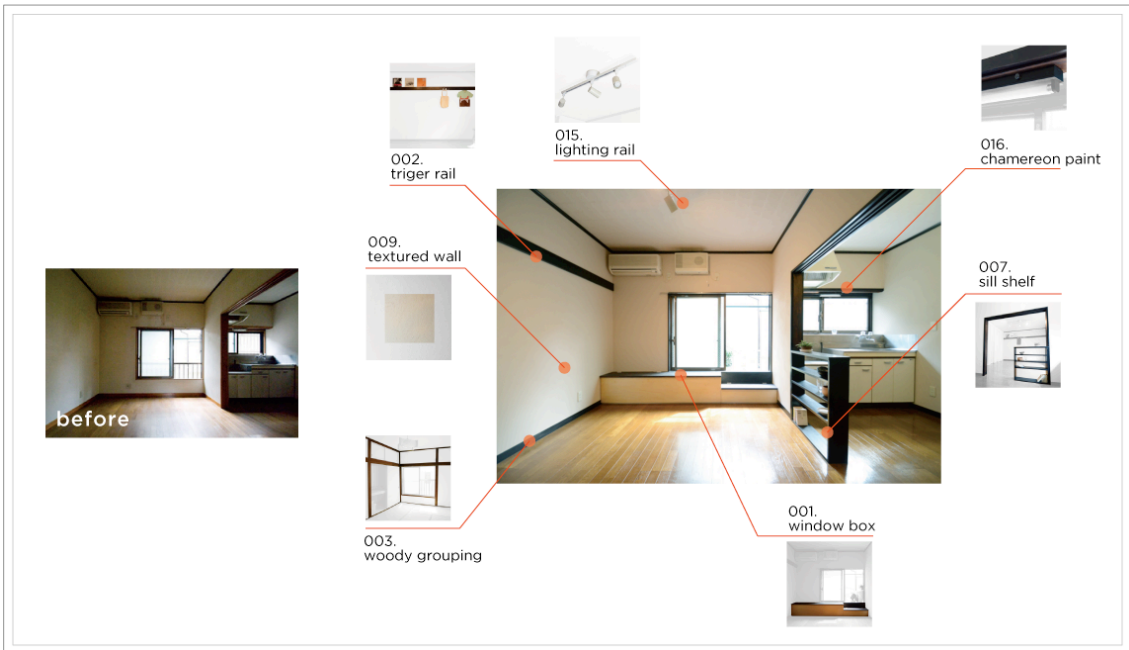 015.
lighting rail
016.
chamereon paint
002.
triger rail
009.
textured wall
007.
sill shelf
before
001.
window box
003.
woody grouping